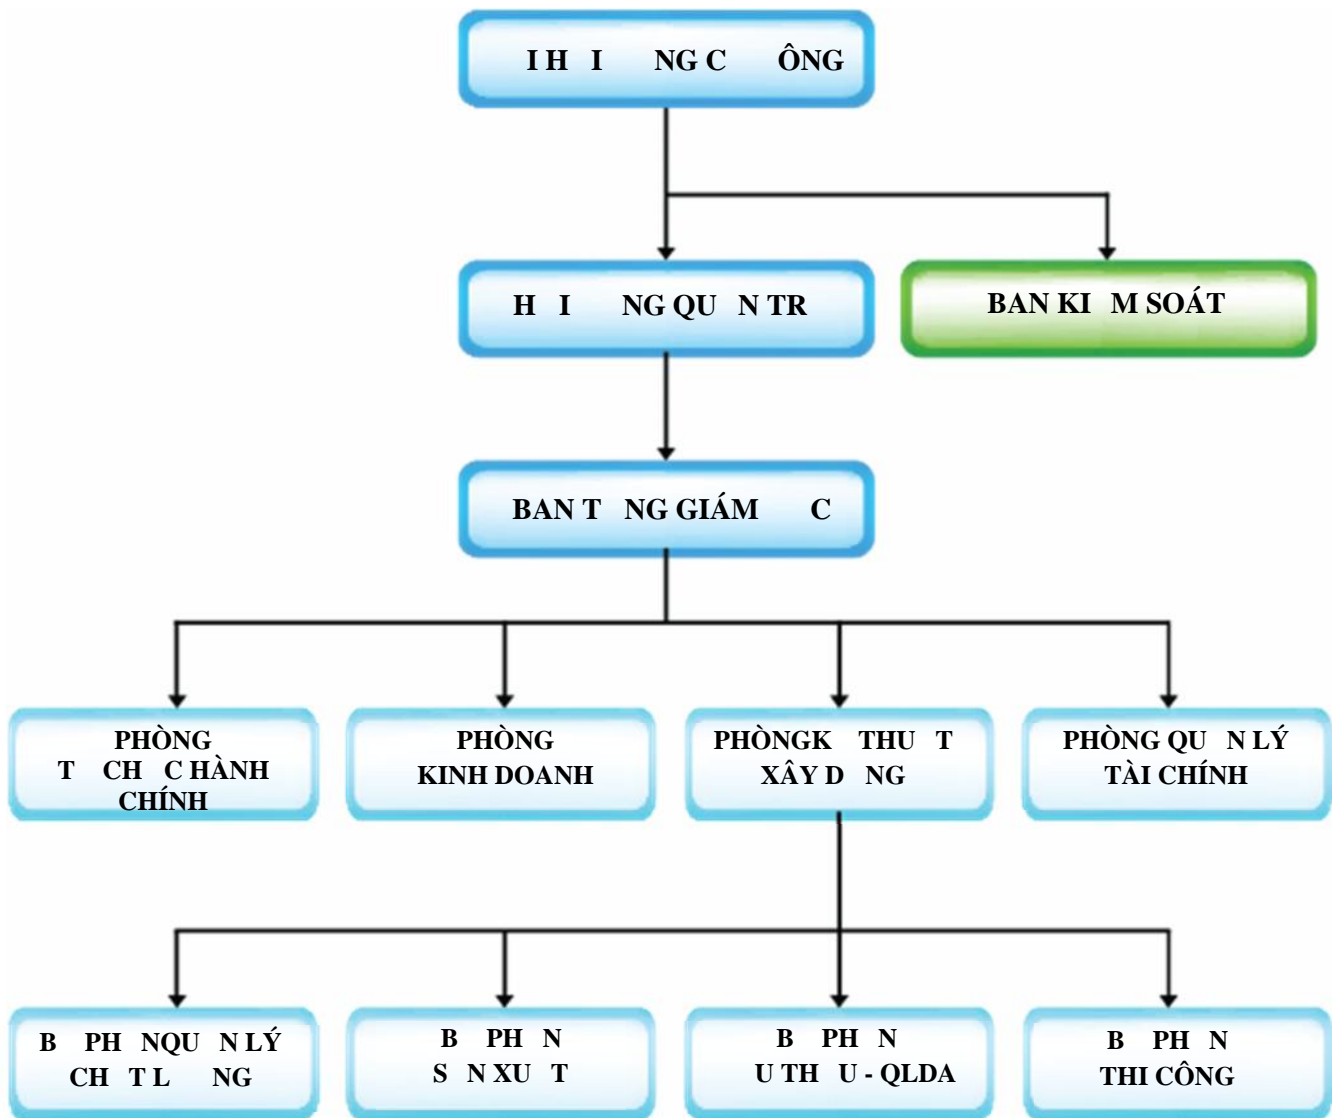 I H I NG C ÔNG
H I NG QU N TR
BAN KI M SOÁT
BAN T NG GIÁM C
PHÒNG
T CH C HÀNH
CHÍNH
PHÒNG
KINH DOANH
PHÒNGK THU T
XÂY D NG
PHÒNG QU N LÝ
TÀI CHÍNH
B PH NQU N LÝ
CH T L NG
B PH N
S N XU T
B PH N
U TH U - QLDA
B PH N
THI CÔNG